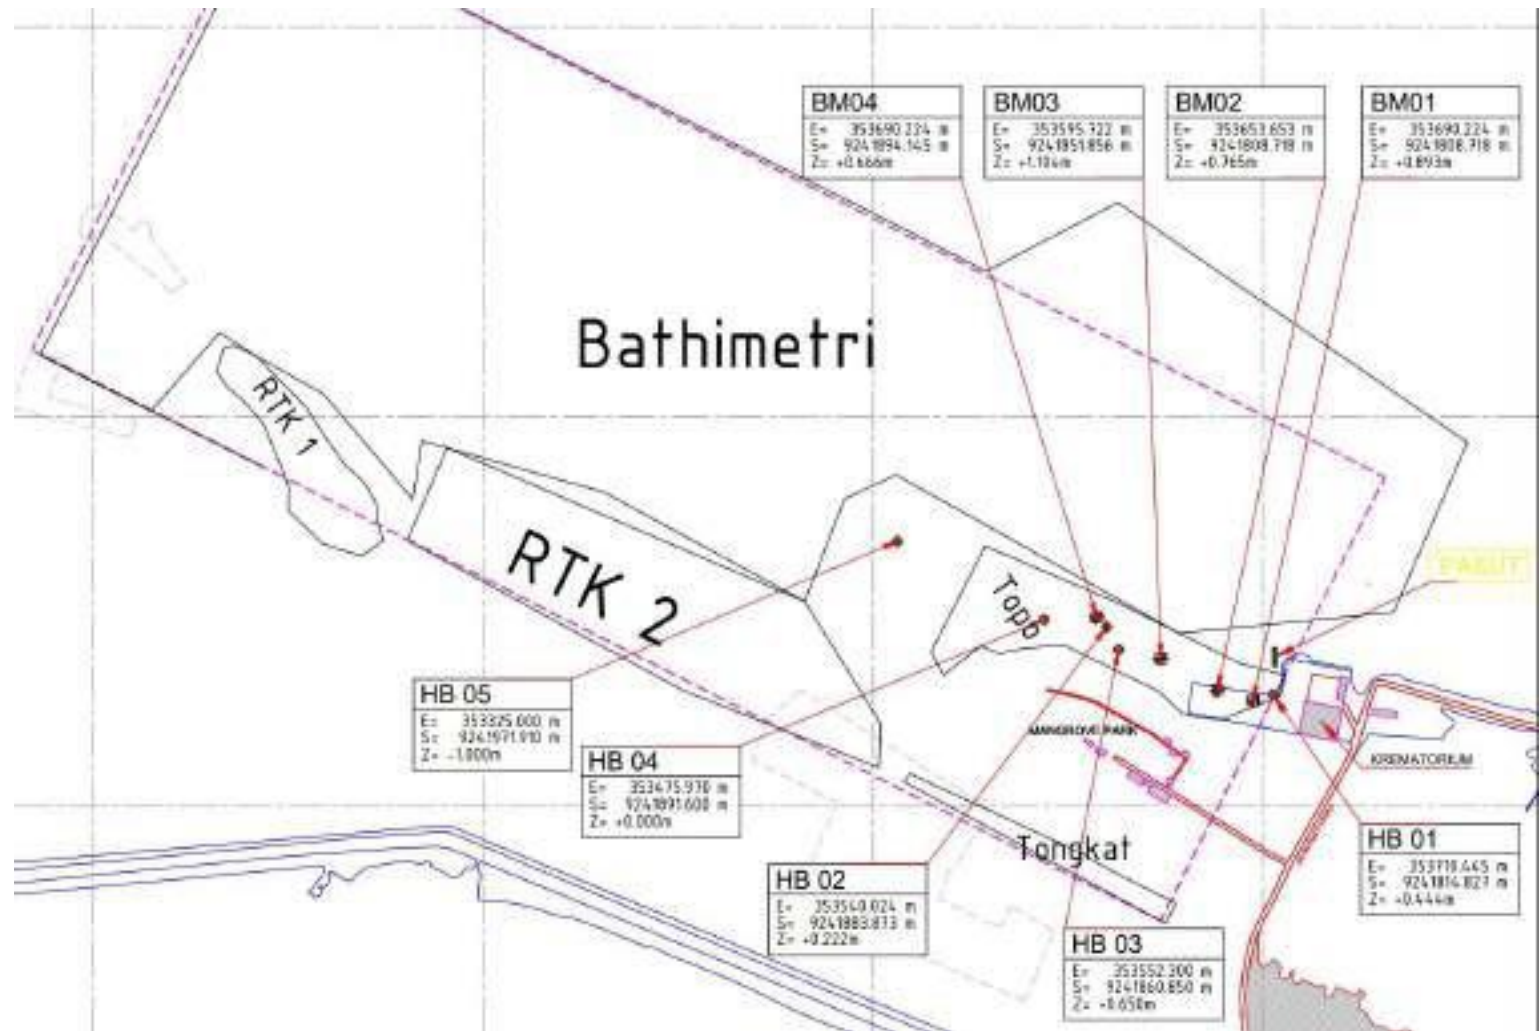 BM04
E= 353690.224 m
S= 9241894.145 m
Z= +0.666m
BM03
E= 353595.722 m
S= 9241851.856 m
Z= +1.104m
BM02
E= 353653.653 m
S= 9241808.718 m
Z= +0.765m
BM01
E= 353690.224 m
S= 9241808.718 m
Z= +0.893m
Bathimetri
RTK 1
RTK 2
Topo
PASUT
HB 05
E= 353325.000 m
S= 9241971.910 m
Z= -1.000m
HB 04
E= 353475.970 m
S= 9241891.600 m
Z= +0.000m
MANGROVE PARK
KREMATORIUM
Tongkat
HB 01
E= 353710.445 m
S= 9241814.827 m
Z= +0.444m
HB 02
E= 353540.024 m
S= 9241883.873 m
Z= +0.222m
HB 03
E= 353552.300 m
S= 9241860.850 m
Z= -0.650m